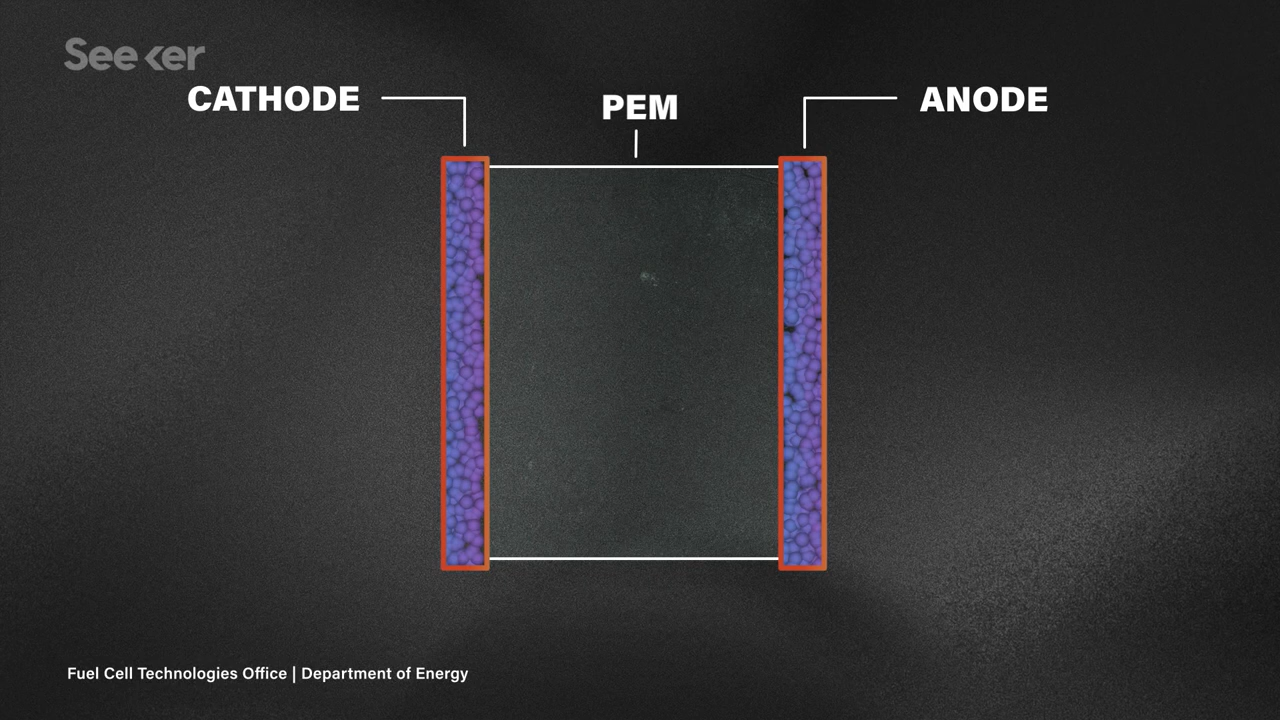 Seeker
CATHODE
PEM
ANODE
Fuel Cell Technologies Office | Department of Energy